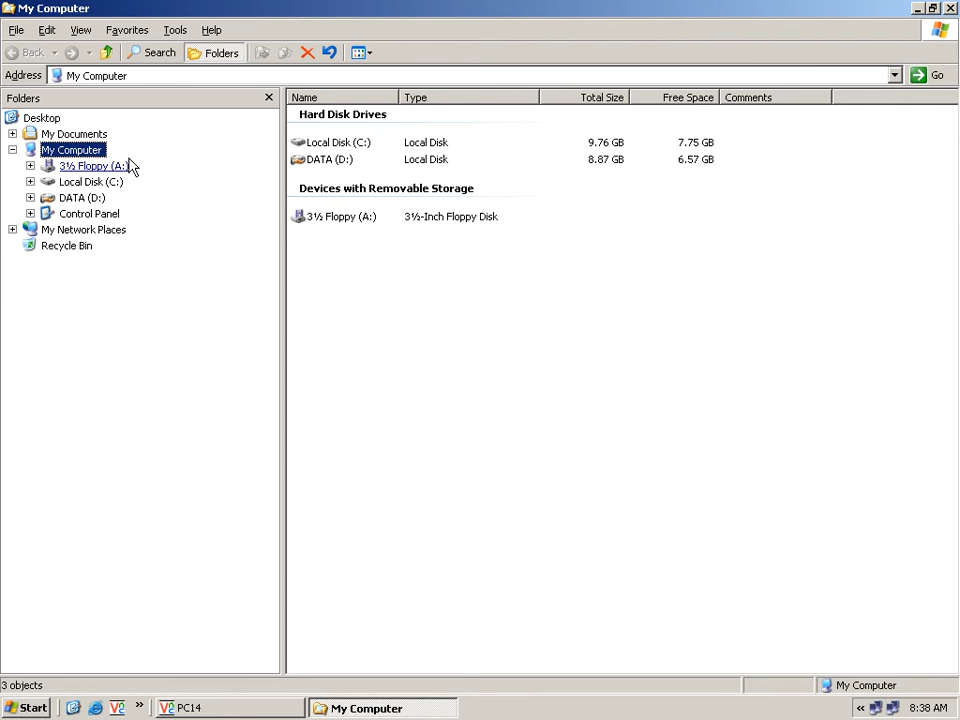 My Computer
File Edit View Favorites Tools Help
Back Search Folders
Address My Computer Go
Folders
Desktop
My Documents
My Computer
3½ Floppy (A:)
Local Disk (C:)
DATA (D:)
Control Panel
My Network Places
Recycle Bin
Name Type Total Size Free Space Comments
Hard Disk Drives
Local Disk (C:) Local Disk 9.76 GB 7.75 GB
DATA (D:) Local Disk 8.87 GB 6.57 GB
Devices with Removable Storage
3½ Floppy (A:) 3½-Inch Floppy Disk
3 objects My Computer
Start PC14 My Computer 8:38 AM